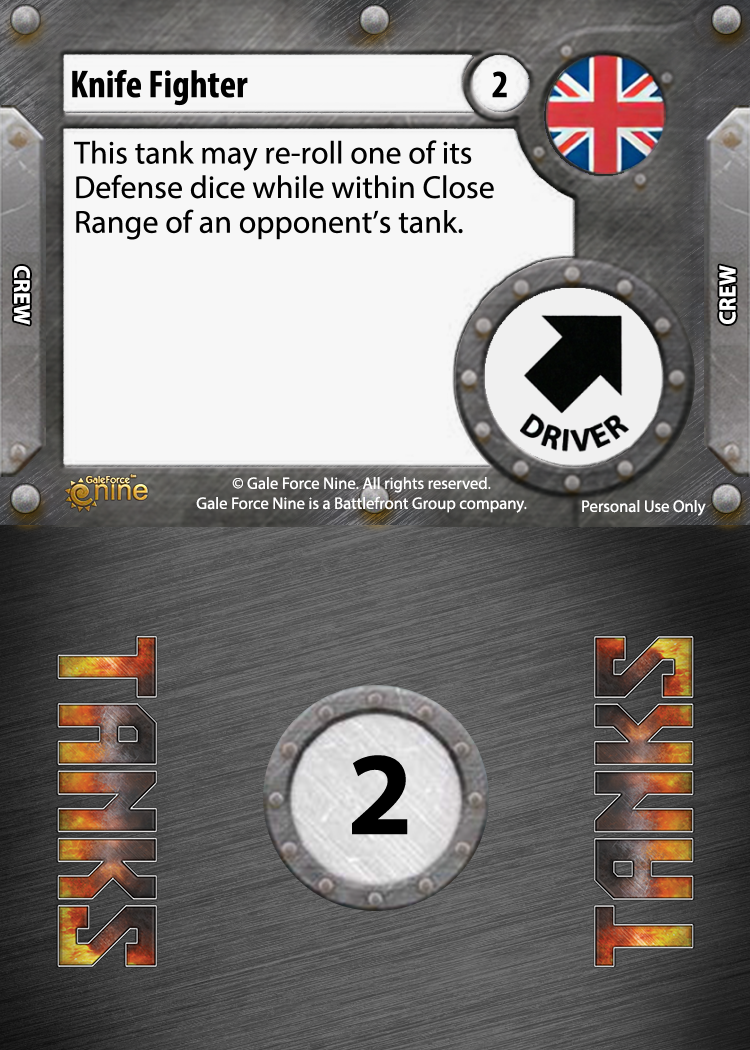 Knife Fighter
2
This tank may re-roll one of its
Defense dice while within Close
Range of an opponent's tank.
CREW
CREW
DRIVER
GaleForce™
nine
© Gale Force Nine. All rights reserved.
Gale Force Nine is a Battlefront Group company.
Personal Use Only
TANKS
2
TANKS